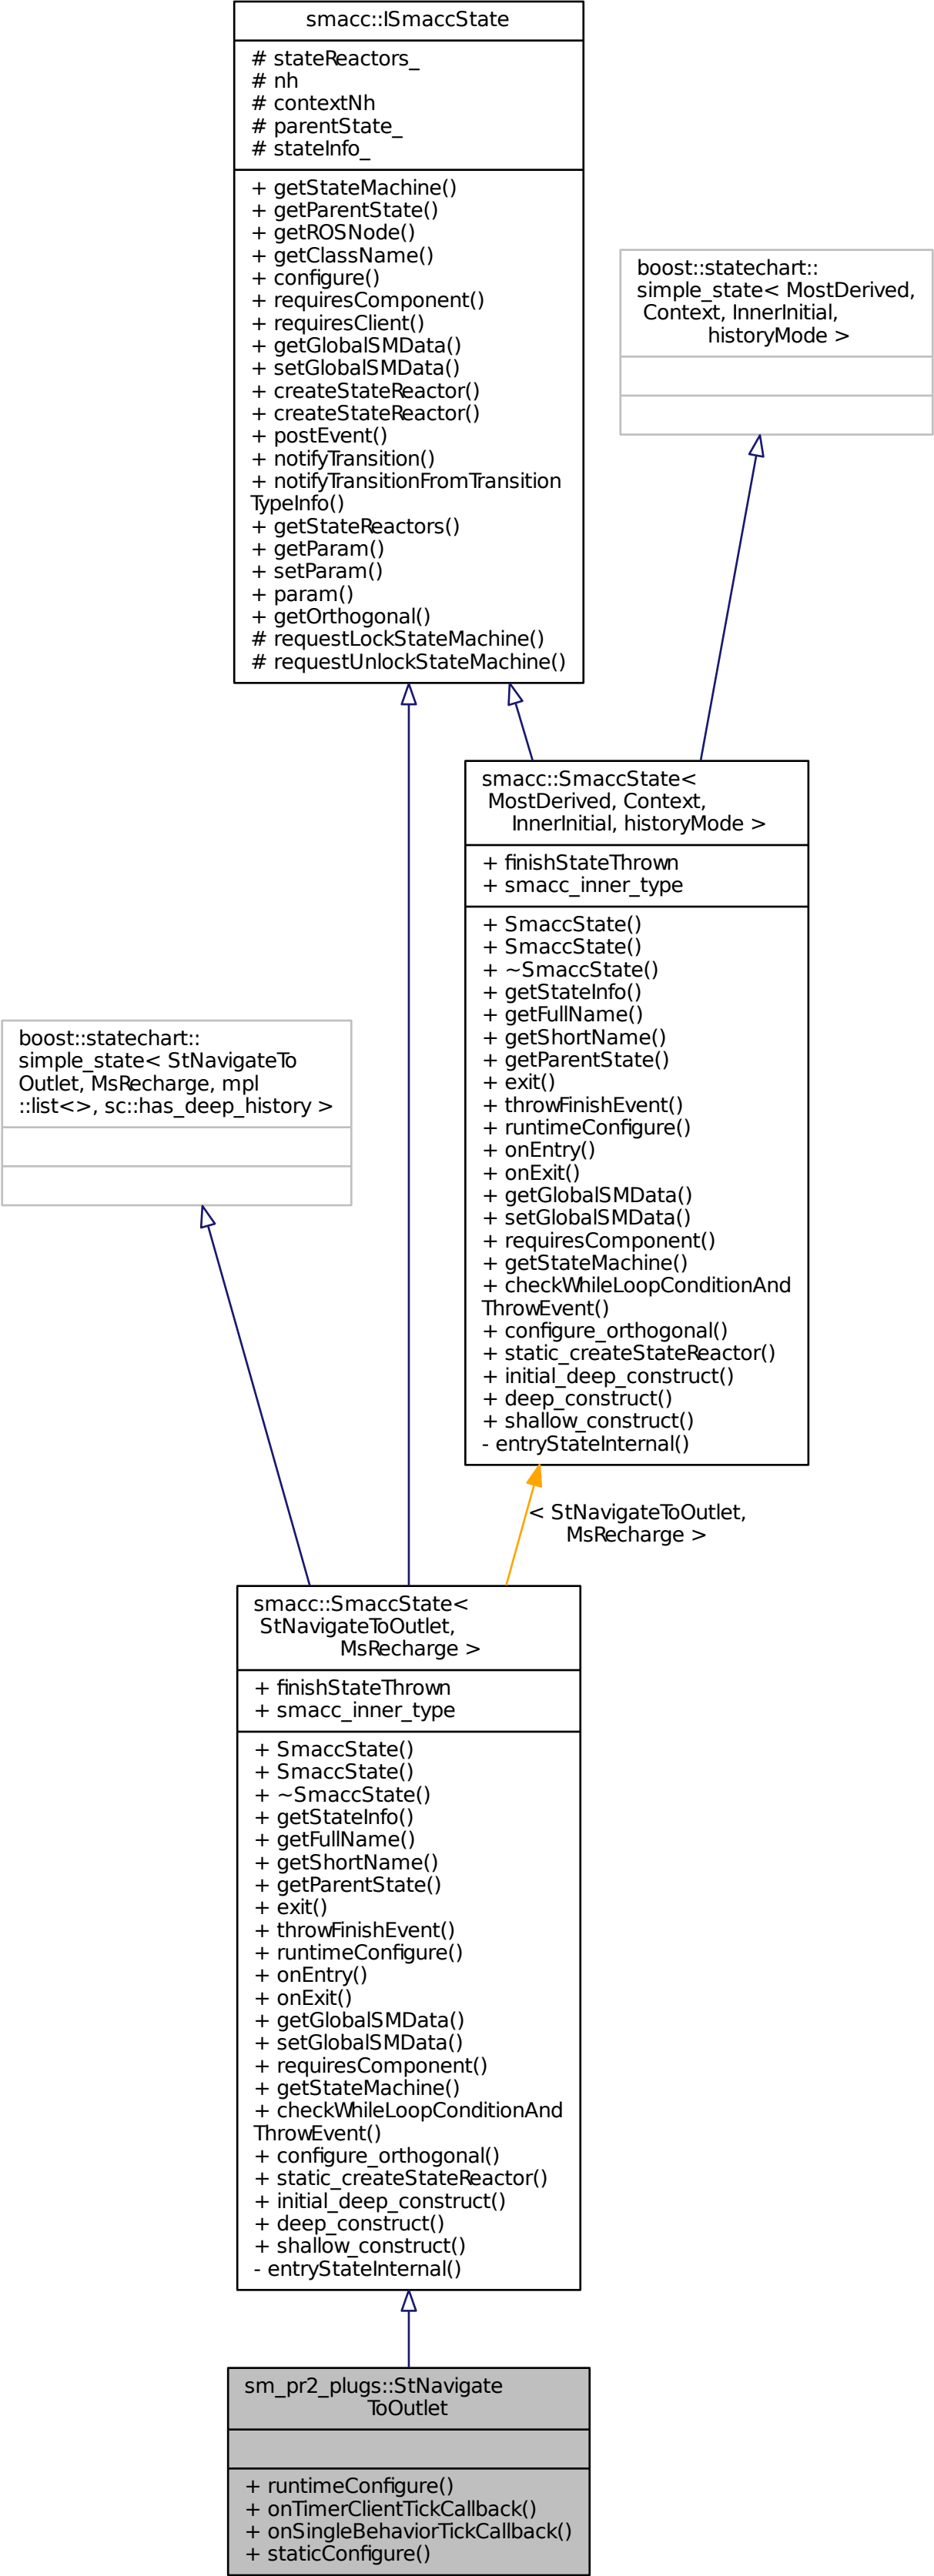 smacc::ISmaccState
# stateReactors_
# nh
# contextNh
# parentState_
# stateInfo_
+ getStateMachine()
+ getParentState()
+ getROSNode()
+ getClassName()
+ configure()
+ requiresComponent()
+ requiresClient()
+ getGlobalSMData()
+ setGlobalSMData()
+ createStateReactor()
+ createStateReactor()
+ postEvent()
+ notifyTransition()
+ notifyTransitionFromTransition
TypeInfo()
+ getStateReactors()
+ getParam()
+ setParam()
+ param()
+ getOrthogonal()
# requestLockStateMachine()
# requestUnlockStateMachine()
boost::statechart::
simple_state< MostDerived,
Context, InnerInitial,
historyMode >
smacc::SmaccState<
MostDerived, Context,
InnerInitial, historyMode >
+ finishStateThrown
+ smacc_inner_type
+ SmaccState()
+ SmaccState()
+ ~SmaccState()
+ getStateInfo()
+ getFullName()
+ getShortName()
+ getParentState()
+ exit()
+ throwFinishEvent()
+ runtimeConfigure()
+ onEntry()
+ onExit()
+ getGlobalSMData()
+ setGlobalSMData()
+ requiresComponent()
+ getStateMachine()
+ checkWhileLoopConditionAnd
ThrowEvent()
+ configure_orthogonal()
+ static_createStateReactor()
+ initial_deep_construct()
+ deep_construct()
+ shallow_construct()
- entryStateInternal()
boost::statechart::
simple_state< StNavigateTo
Outlet, MsRecharge, mpl
::list<>, sc::has_deep_history >
< StNavigateToOutlet,
MsRecharge >
smacc::SmaccState<
StNavigateToOutlet,
MsRecharge >
+ finishStateThrown
+ smacc_inner_type
+ SmaccState()
+ SmaccState()
+ ~SmaccState()
+ getStateInfo()
+ getFullName()
+ getShortName()
+ getParentState()
+ exit()
+ throwFinishEvent()
+ runtimeConfigure()
+ onEntry()
+ onExit()
+ getGlobalSMData()
+ setGlobalSMData()
+ requiresComponent()
+ getStateMachine()
+ checkWhileLoopConditionAnd
ThrowEvent()
+ configure_orthogonal()
+ static_createStateReactor()
+ initial_deep_construct()
+ deep_construct()
+ shallow_construct()
- entryStateInternal()
sm_pr2_plugs::StNavigate
ToOutlet
+ runtimeConfigure()
+ onTimerClientTickCallback()
+ onSingleBehaviorTickCallback()
+ staticConfigure()